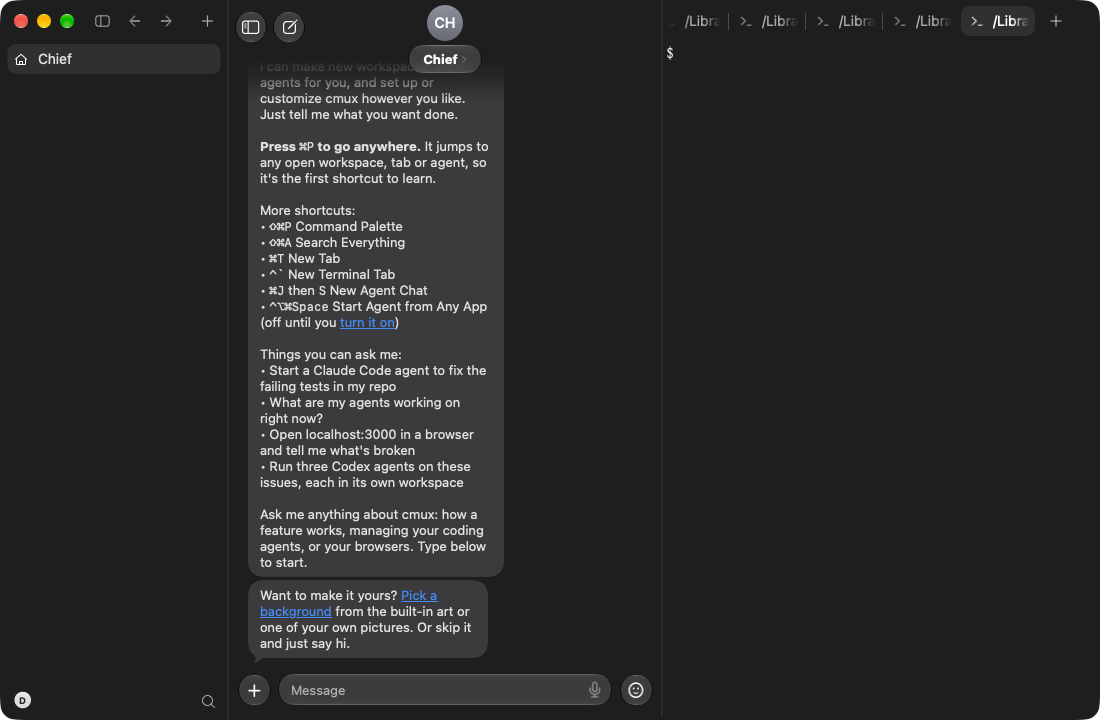 CH
/Libra
/Libra
/Libra
/Libra
/Libra
Chief
Chief
$
I can make new workspac
agents for you, and set up or
customize cmux however you like.
Just tell me what you want done.
Press ⌘P to go anywhere. It jumps to
any open workspace, tab or agent, so
it's the first shortcut to learn.
More shortcuts:
• ⇧⌘P Command Palette
• ⇧⌘A Search Everything
• ⌘T New Tab
• ^` New Terminal Tab
• ⌘J then S New Agent Chat
• ^⌥⌘Space Start Agent from Any App
(off until you turn it on)
Things you can ask me:
• Start a Claude Code agent to fix the
failing tests in my repo
• What are my agents working on
right now?
• Open localhost:3000 in a browser
and tell me what's broken
• Run three Codex agents on these
issues, each in its own workspace
Ask me anything about cmux: how a
feature works, managing your coding
agents, or your browsers. Type below
to start.
Want to make it yours? Pick a
background from the built-in art or
one of your own pictures. Or skip it
and just say hi.
Message
D